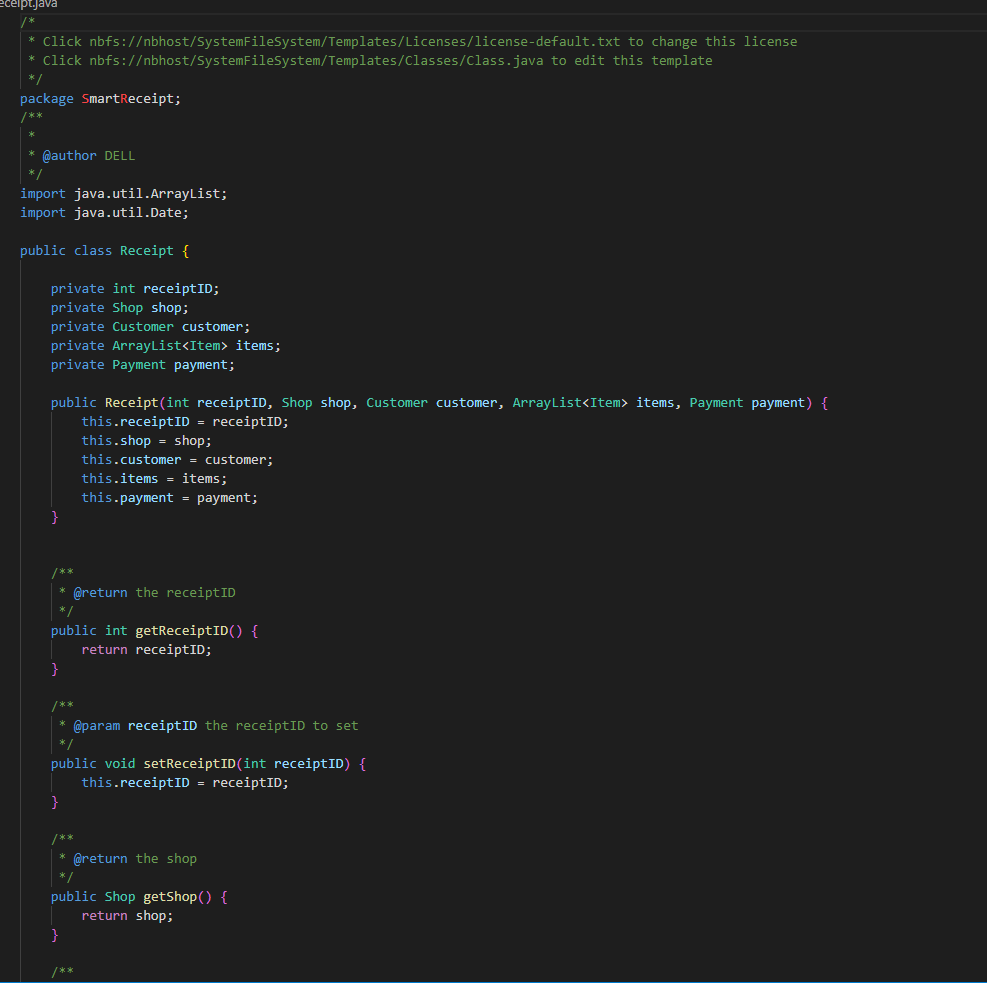 eceipt.java
/*
 * Click nbfs://nbhost/SystemFileSystem/Templates/Licenses/license-default.txt to change this license
 * Click nbfs://nbhost/SystemFileSystem/Templates/Classes/Class.java to edit this template
 */
package SmartReceipt;
/**
 *
 * @author DELL
 */
import java.util.ArrayList;
import java.util.Date;

public class Receipt {

    private int receiptID;
    private Shop shop;
    private Customer customer;
    private ArrayList<Item> items;
    private Payment payment;

    public Receipt(int receiptID, Shop shop, Customer customer, ArrayList<Item> items, Payment payment) {
        this.receiptID = receiptID;
        this.shop = shop;
        this.customer = customer;
        this.items = items;
        this.payment = payment;
    }


    /**
     * @return the receiptID
     */
    public int getReceiptID() {
        return receiptID;
    }

    /**
     * @param receiptID the receiptID to set
     */
    public void setReceiptID(int receiptID) {
        this.receiptID = receiptID;
    }

    /**
     * @return the shop
     */
    public Shop getShop() {
        return shop;
    }

    /**